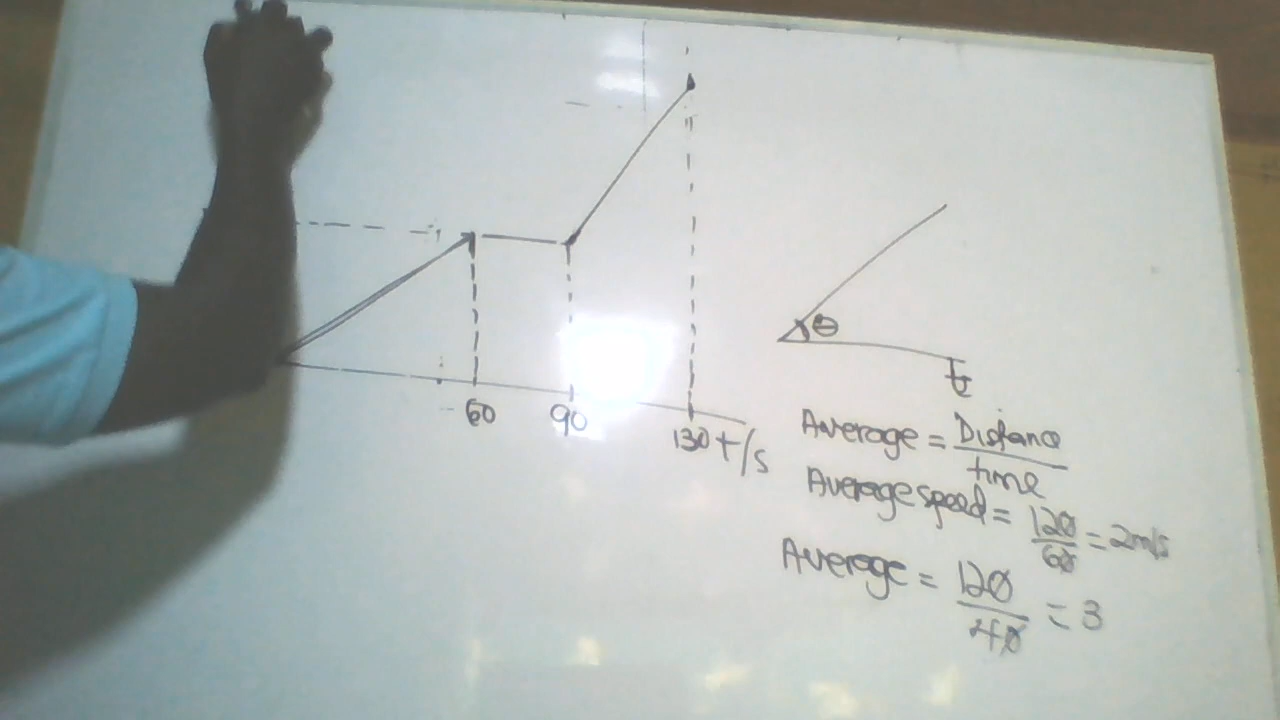 60 90 130 t/s
θ
t
Average = Distance
time
Average speed = 120
60
= 2m/s
Average = 120
40
= 3